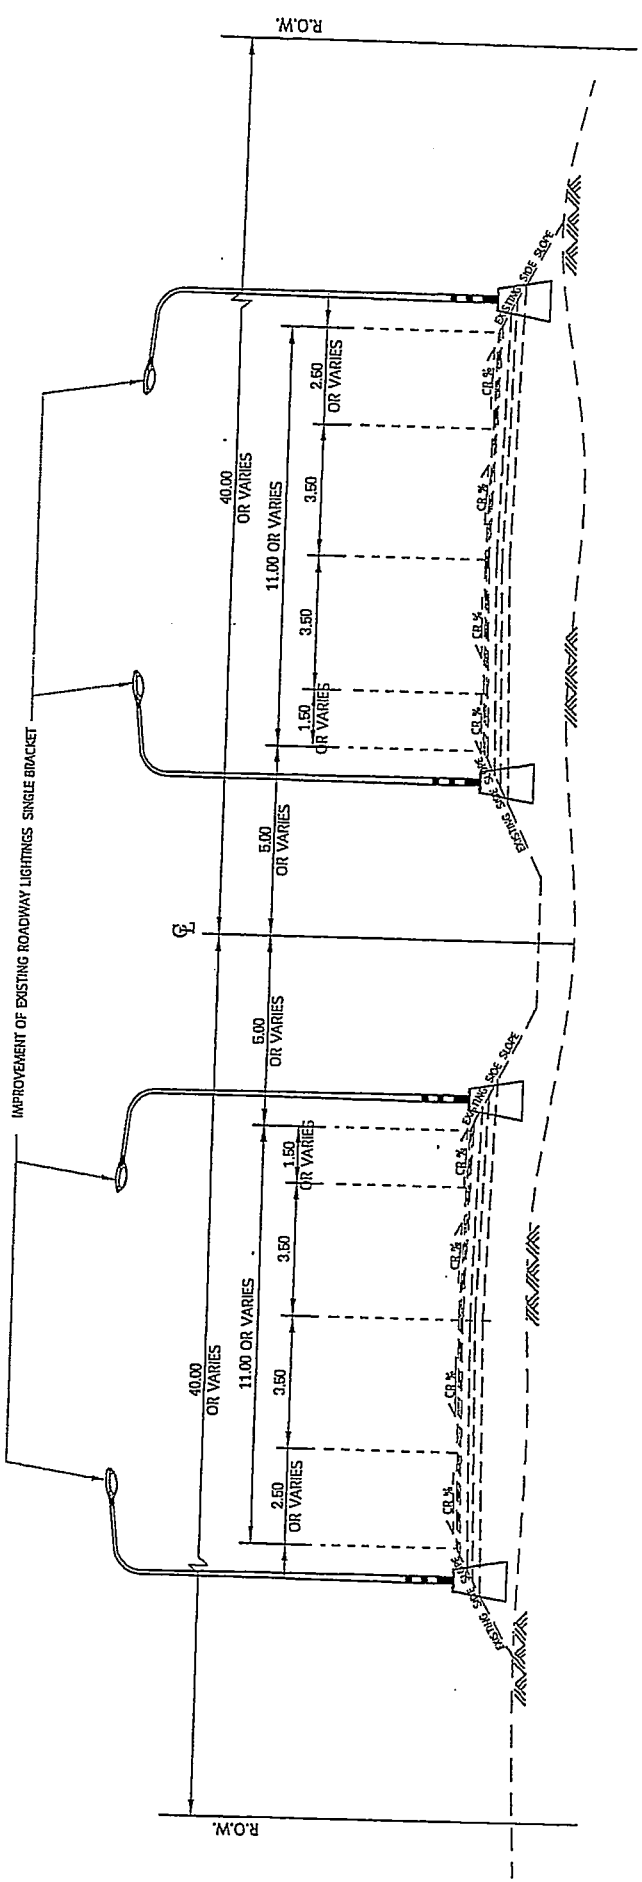 R.O.W.
IMPROVEMENT OF EXISTING ROADWAY LIGHTINGS SINGLE BRACKET
40.00
OR VARIES
11.00 OR VARIES
2.50
OR VARIES
3.50
3.50
1.50
OR VARIES
5.00
OR VARIES
CR %
CR %
CR %
CR %
EXISTING SIDE SLOPE
EXISTING SIDE SLOPE
CL
5.00
OR VARIES
40.00
OR VARIES
11.00 OR VARIES
1.50
OR VARIES
3.50
3.50
2.50
OR VARIES
CR %
CR %
CR %
CR %
EXISTING SIDE SLOPE
EXISTING SIDE SLOPE
R.O.W.